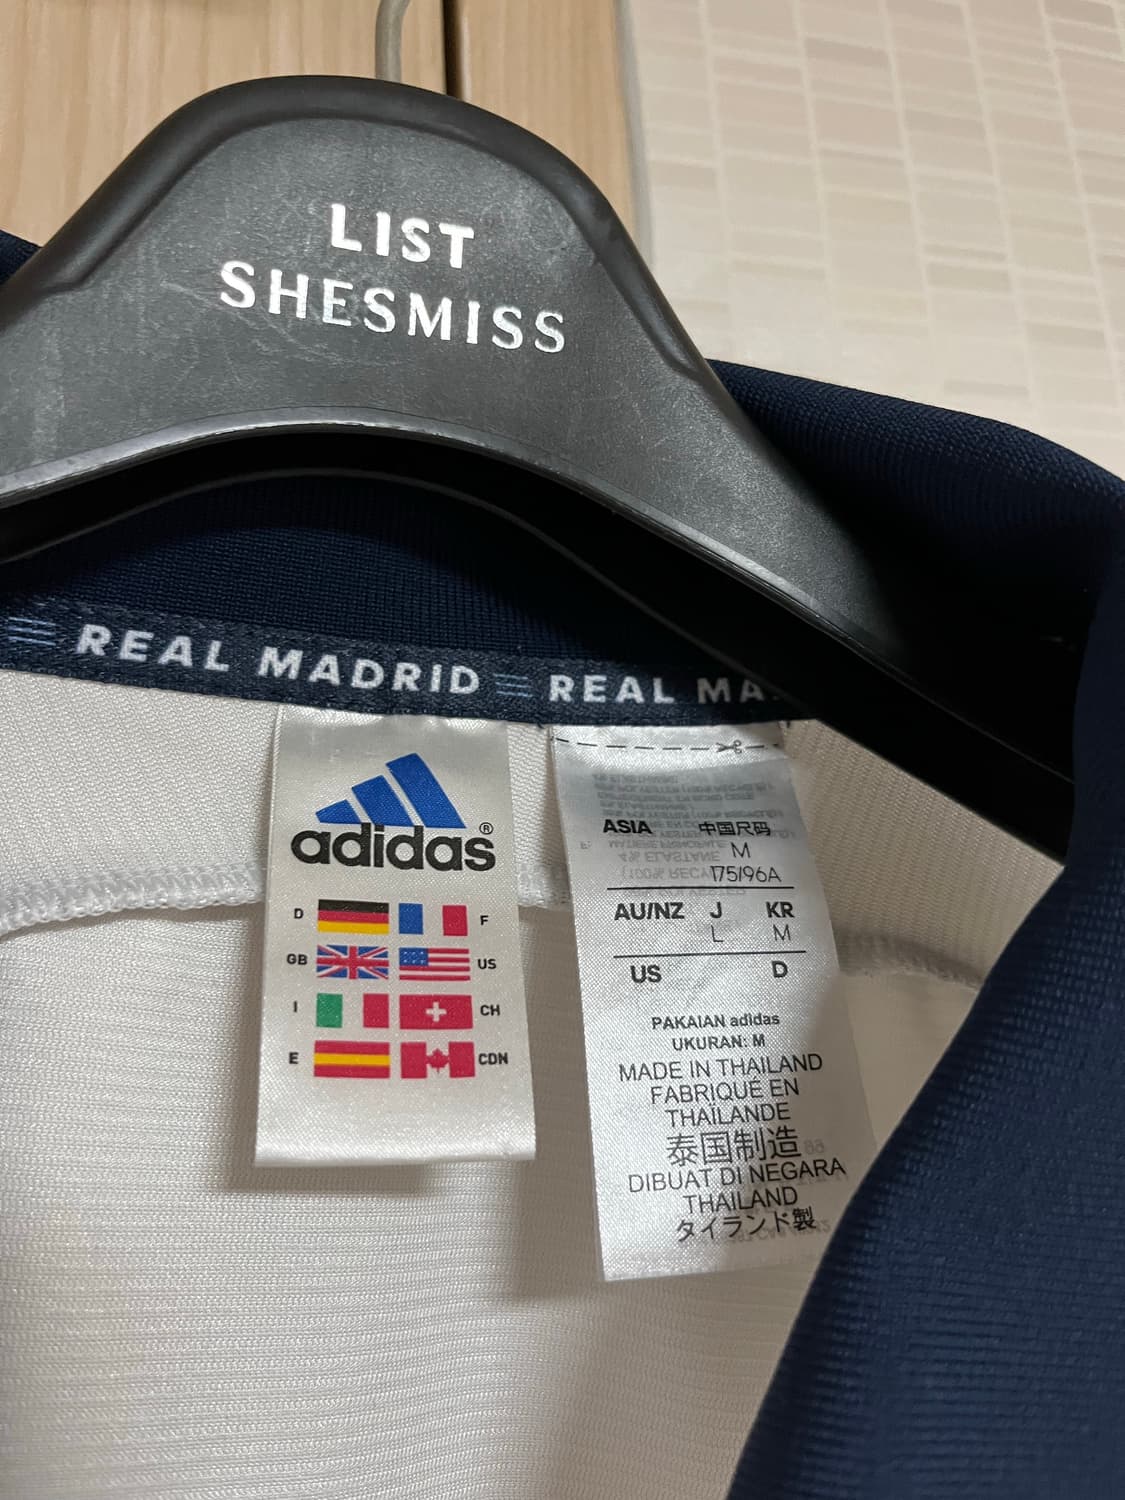 LIST
SHESMISS
REAL MADRID REAL MA
adidas®
D F
GB US
I CH
E CDN
ASIA 中国尺码
M
175/96A
AU/NZ J KR
L M
US D
PAKAIAN adidas
UKURAN: M
MADE IN THAILAND
FABRIQUÉ EN
THAÏLANDE
泰国制造
DIBUAT DI NEGARA
THAILAND
タイランド製